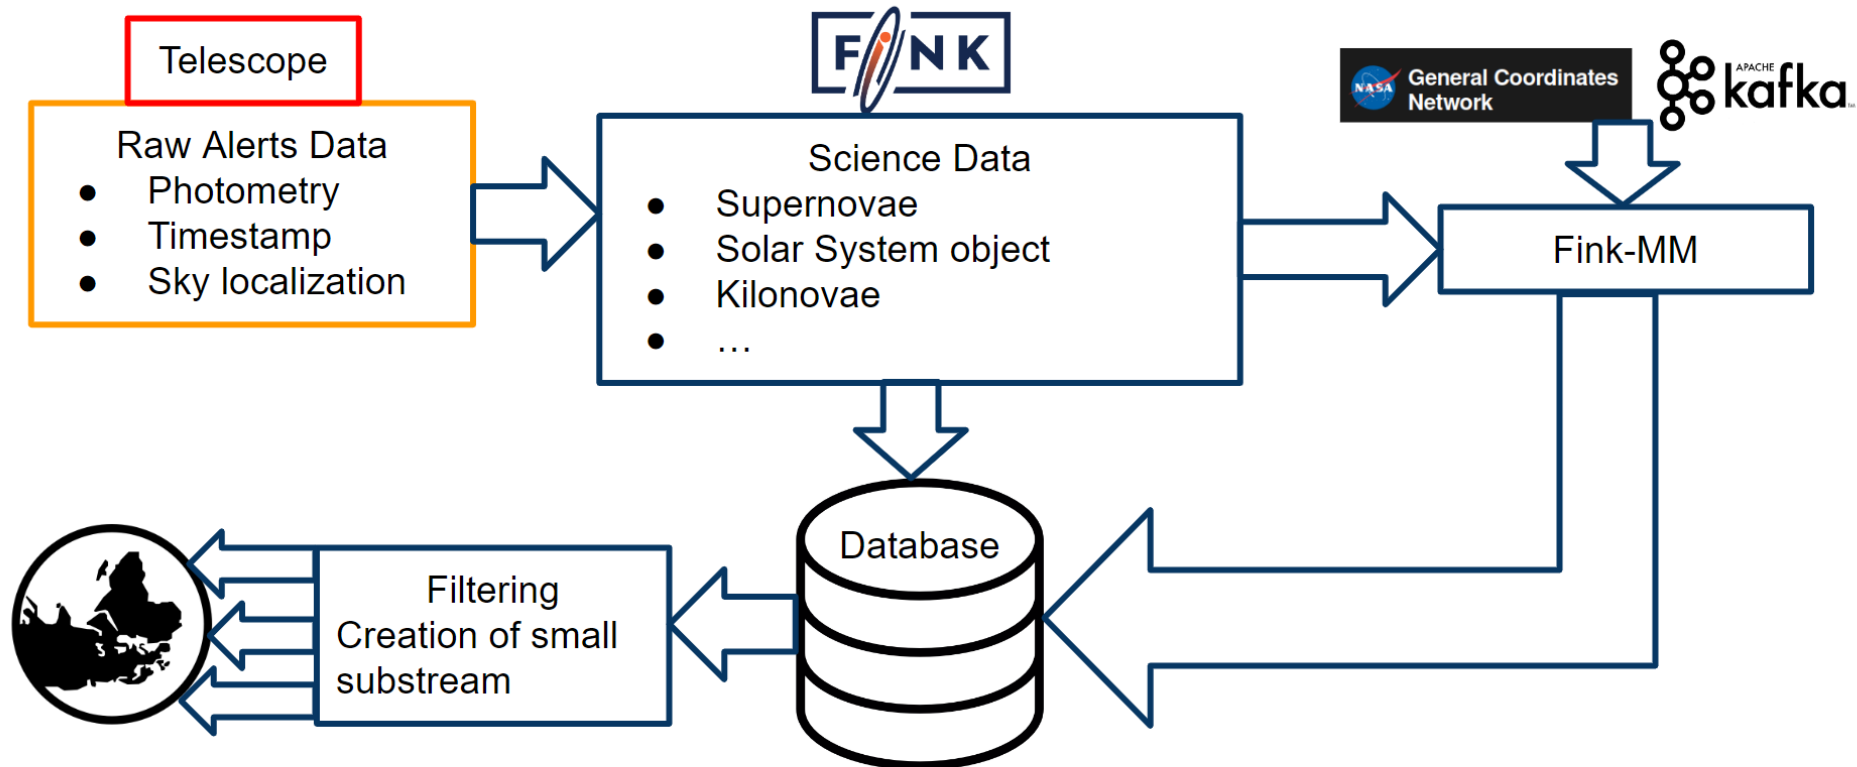 Telescope
Raw Alerts Data
● Photometry
● Timestamp
● Sky localization
FINK
Science Data
● Supernovae
● Solar System object
● Kilonovae
● …
NASA
General Coordinates
Network
APACHE
kafka
Fink-MM
Database
Filtering
Creation of small
substream